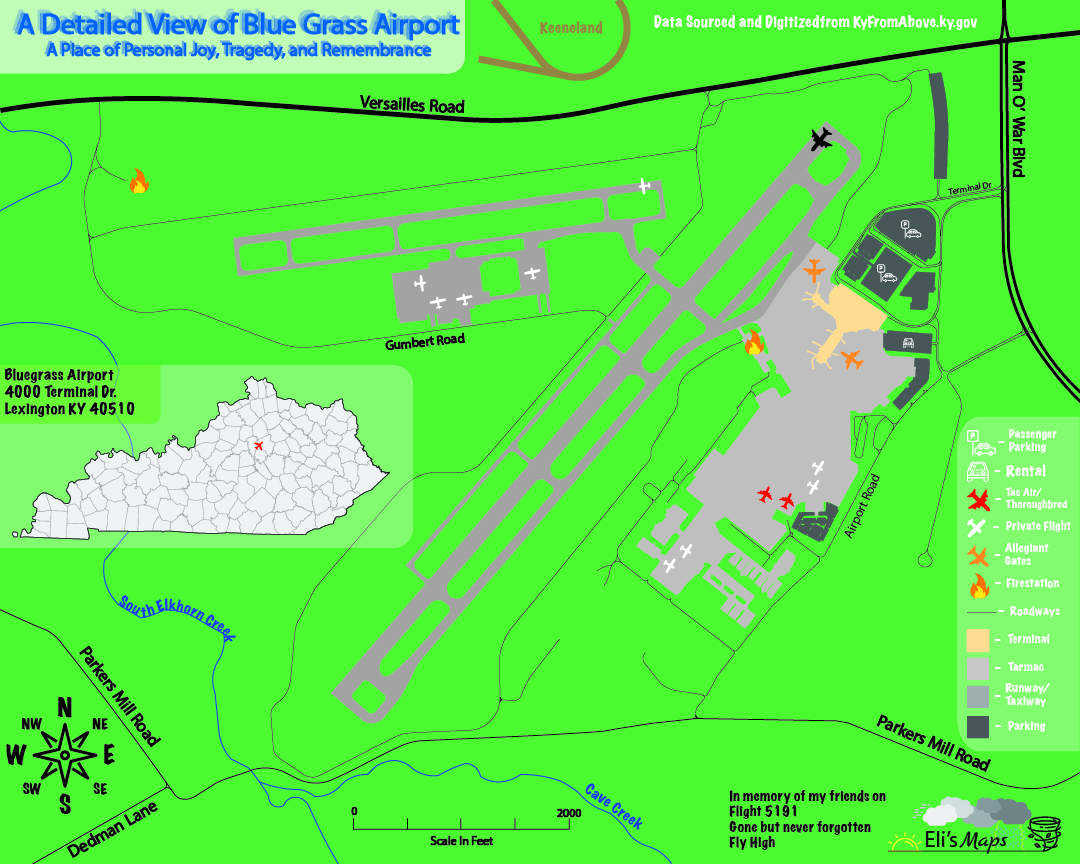 A Detailed View of Blue Grass Airport
A Place of Personal Joy, Tragedy, and Remembrance
Keeneland
Data Sourced and Digitizedfrom KyFromAbove.ky.gov
Versailles Road
Man O' War Blvd
Terminal Dr
P
P
Gumbert Road
Bluegrass Airport
4000 Terminal Dr.
Lexington KY 40510
Airport Road
South Elkhorn Creek
Parkers Mill Road
Dedman Lane
N
NW
NE
W
E
SW
SE
S
Parkers Mill Road
Cave Creek
0
2000
Scale In Feet
P
– Passenger
Parking
– Rental
– Tac Air/
Thoroughbred
– Private Flight
– Allegiant
Gates
– Firestation
– Roadways
– Terminal
– Tarmac
– Runway/
Taxiway
– Parking
In memory of my friends on
Flight 5191
Gone but never forgotten
Fly High
Eli's Maps